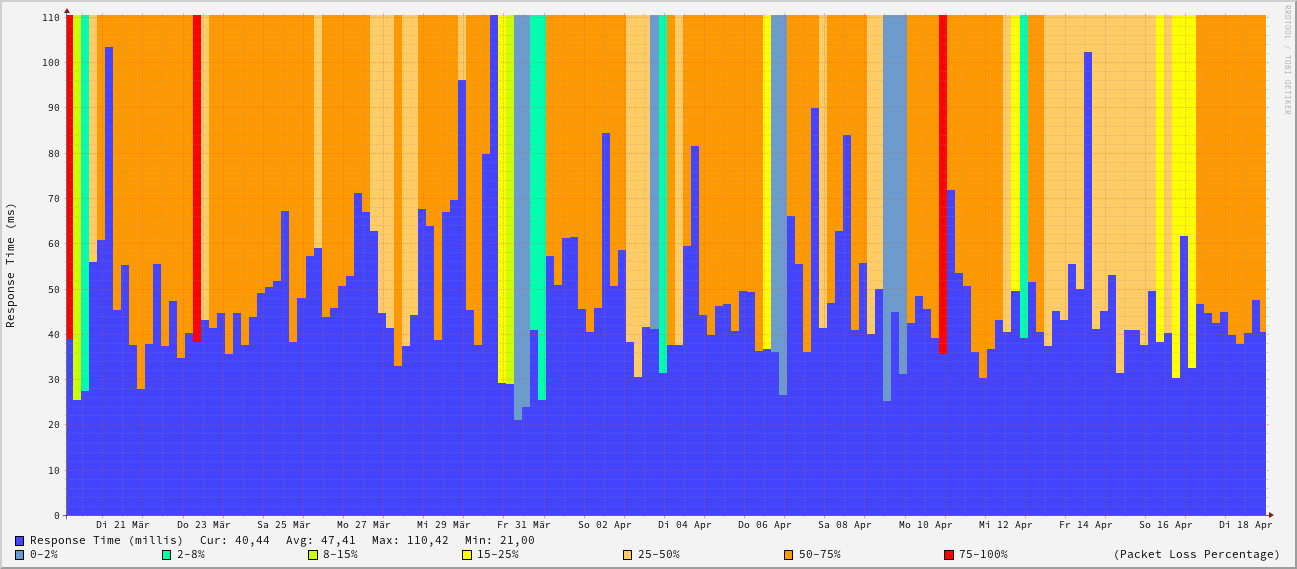 RRDTOOL / TOBI OETIKER
Response Time (ms)
110
100
90
80
70
60
50
40
30
20
10
0
Di 21 Mär Do 23 Mär Sa 25 Mär Mo 27 Mär Mi 29 Mär Fr 31 Mär So 02 Apr Di 04 Apr Do 06 Apr Sa 08 Apr Mo 10 Apr Mi 12 Apr Fr 14 Apr So 16 Apr Di 18 Apr
Response Time (millis) Cur: 40,44 Avg: 47,41 Max: 110,42 Min: 21,00
0-2% 2-8% 8-15% 15-25% 25-50% 50-75% 75-100% (Packet Loss Percentage)